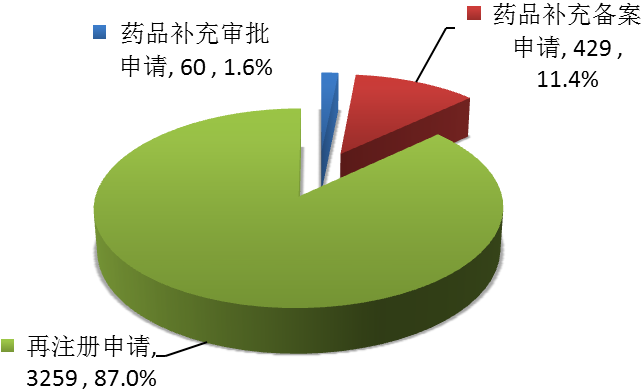 药品补充审批
申请, 60 , 1.6%
药品补充备案
申请, 429 ,
11.4%
再注册申请,
3259 , 87.0%